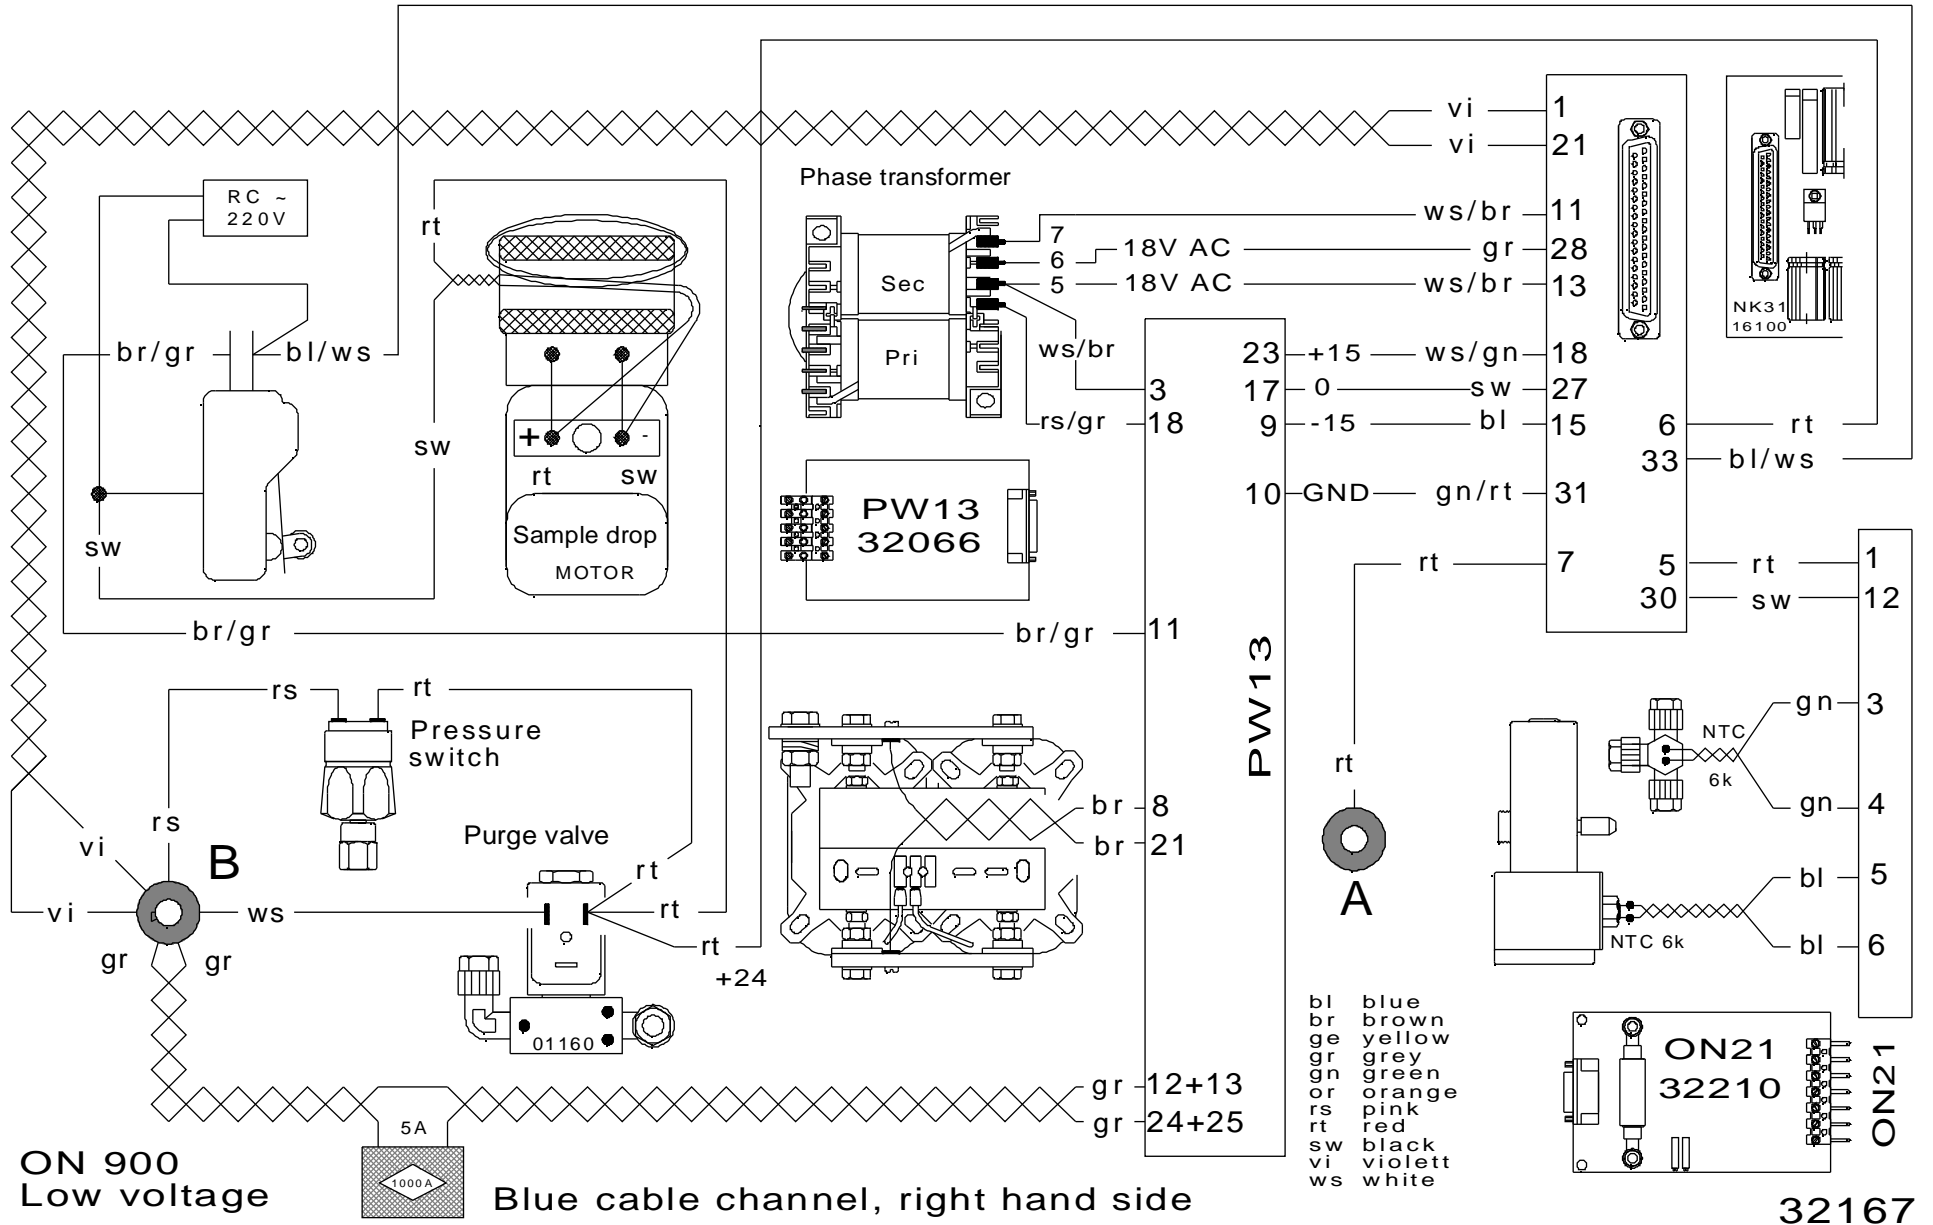 vi 1
vi 21
Phase transformer
RC ~
220V
rt
ws/br 11
7
18V AC gr 28
6
Sec
5 18V AC ws/br 13
NK31
16100
br/gr bl/ws
ws/br
Pri
23 +15 ws/gn 18
3 17 0 sw 27
rs/gr 18 9 -15 bl 15
6 rt
33 bl/ws
sw
+ -
rt sw
10 GND gn/rt 31
PW13
32066
sw
Sample drop
MOTOR
rt 7
5 rt 1
30 sw 12
br/gr br/gr 11
PW13
rs rt
Pressure
switch
gn 3
NTC
6k
gn 4
rt
br 8
br 21
rs
vi
B
Purge valve
rt
A
bl 5
vi ws rt
NTC 6k
bl 6
gr gr
rt
+24
01160
bl blue
br brown
ge yellow
gr grey
gn green
or orange
rs pink
rt red
sw black
vi violett
ws white
ON21
32210
ON21
gr 12+13
gr 24+25
5A
1000A
ON 900
Low voltage
Blue cable channel, right hand side
32167